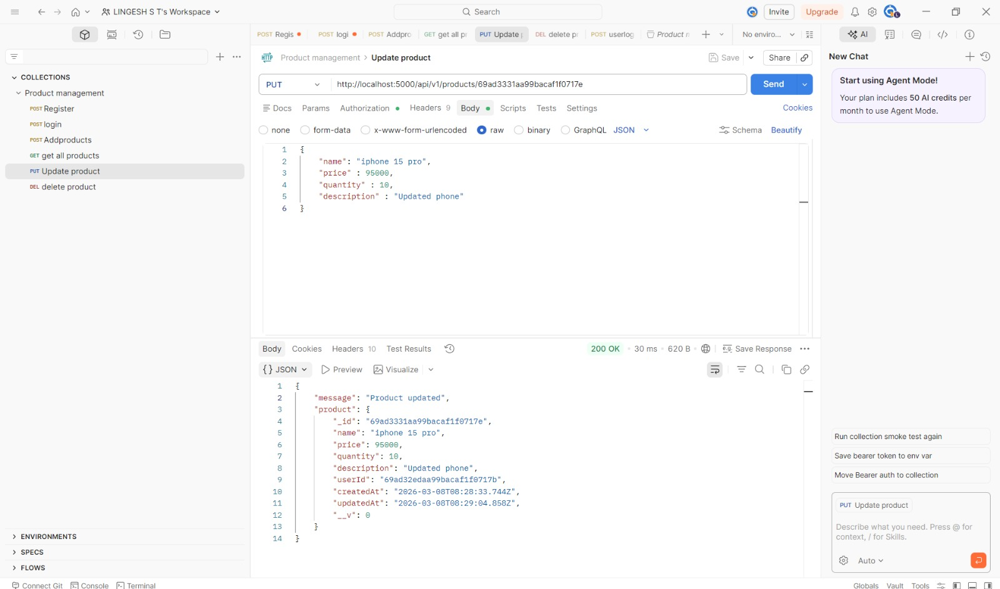 LINGESH S T's Workspace
Search
Invite
Upgrade
POST Regis
POST logi
POST Addpro
GET get all pr
PUT Update
DEL delete p
POST userlog
Product
No enviro...
AI
COLLECTIONS
Product management
POST Register
POST login
POST Addproducts
GET get all products
PUT Update product
DEL delete product
ENVIRONMENTS
SPECS
FLOWS
HTTP Product management > Update product
Save
Share
PUT
http://localhost:5000/api/v1/products/69ad3331aa99bacaf1f0717e
Send
Docs Params Authorization Headers 9 Body Scripts Tests Settings
Cookies
none form-data x-www-form-urlencoded raw binary GraphQL JSON
Schema Beautify
1 {
2 "name": "iphone 15 pro",
3 "price" : 95000,
4 "quantity" : 10,
5 "description" : "Updated phone"
6 }
Body Cookies Headers 10 Test Results
200 OK • 30 ms • 620 B •
e.g. Save Response
{} JSON Preview Visualize
1 {
2 "message": "Product updated",
3 "product": {
4 "_id": "69ad3331aa99bacaf1f0717e",
5 "name": "iphone 15 pro",
6 "price": 95000,
7 "quantity": 10,
8 "description": "Updated phone",
9 "userId": "69ad32edaa99bacaf1f0717b",
10 "createdAt": "2026-03-08T08:28:33.744Z",
11 "updatedAt": "2026-03-08T08:29:04.858Z",
12 "__v": 0
13 }
14 }
New Chat
Start using Agent Mode!
Your plan includes 50 AI credits per
month to use Agent Mode.
Run collection smoke test again
Save bearer token to env var
Move Bearer auth to collection
PUT Update product
Describe what you need. Press @ for
context, / for Skills.
Auto
Connect Git Console Terminal
Globals Vault Tools